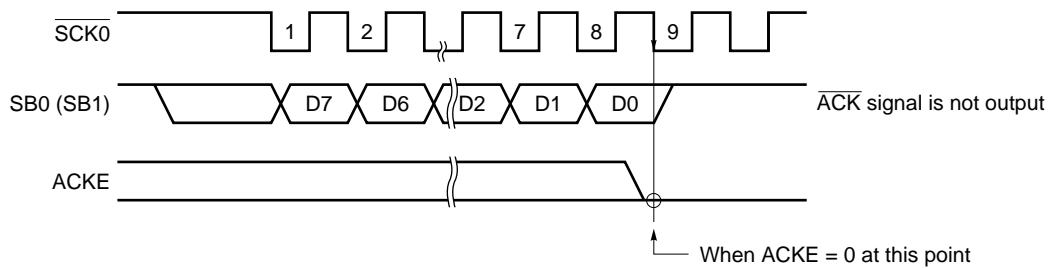 SCK0 1 2 7 8 9
SB0 (SB1) D7 D6 D2 D1 D0 ACK signal is not output
ACKE
When ACKE = 0 at this point